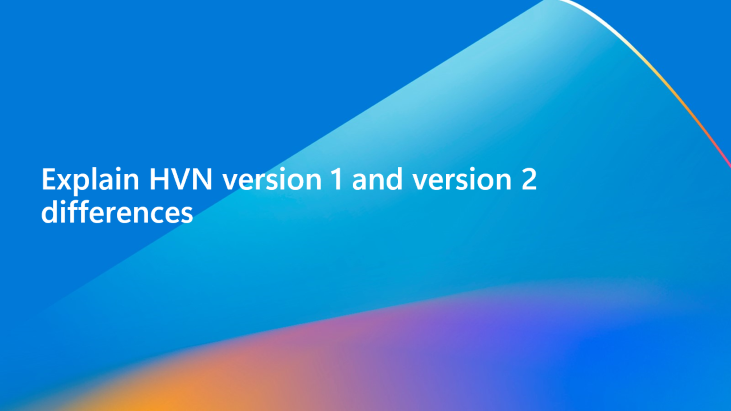 Explain HVN version 1 and version 2
differences